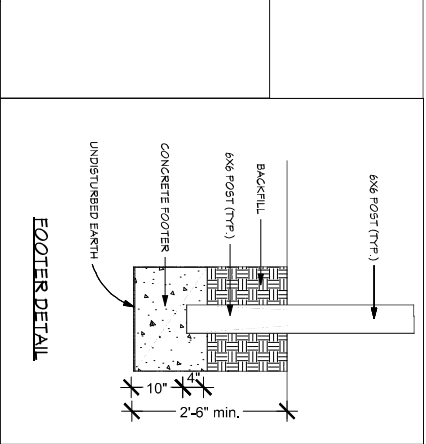 6X6 POST (TYP.)
6X6 POST (TYP.)
BACKFILL
CONCRETE FOOTER
UNDISTURBED EARTH
4"
10"
2'-6" min.
FOOTER DETAIL